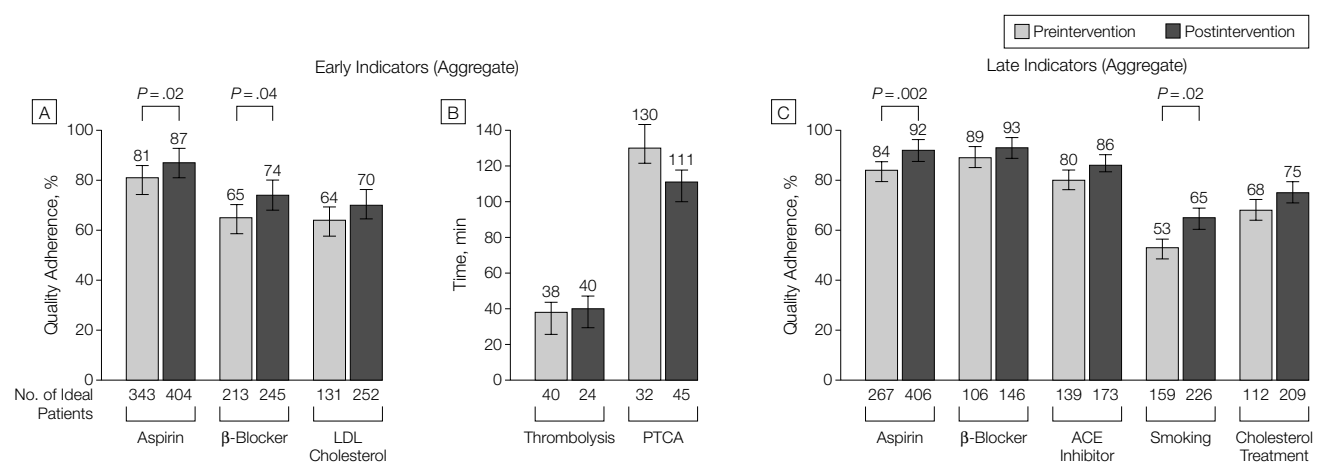 Preintervention Postintervention
Early Indicators (Aggregate)
Late Indicators (Aggregate)
A
P = .02
P = .04
Quality Adherence, %
100
80
60
40
20
0
81 87
65 74
64 70
No. of Ideal Patients
343 404 213 245 131 252
Aspirin
β-Blocker
LDL
Cholesterol
B
Time, min
140
120
100
80
60
40
20
0
38 40
130 111
40 24 32 45
Thrombolysis
PTCA
C
P = .002
P = .02
Quality Adherence, %
100
80
60
40
20
0
84 92
89 93
80 86
53 65
68 75
267 406 106 146 139 173 159 226 112 209
Aspirin
β-Blocker
ACE
Inhibitor
Smoking
Cholesterol
Treatment